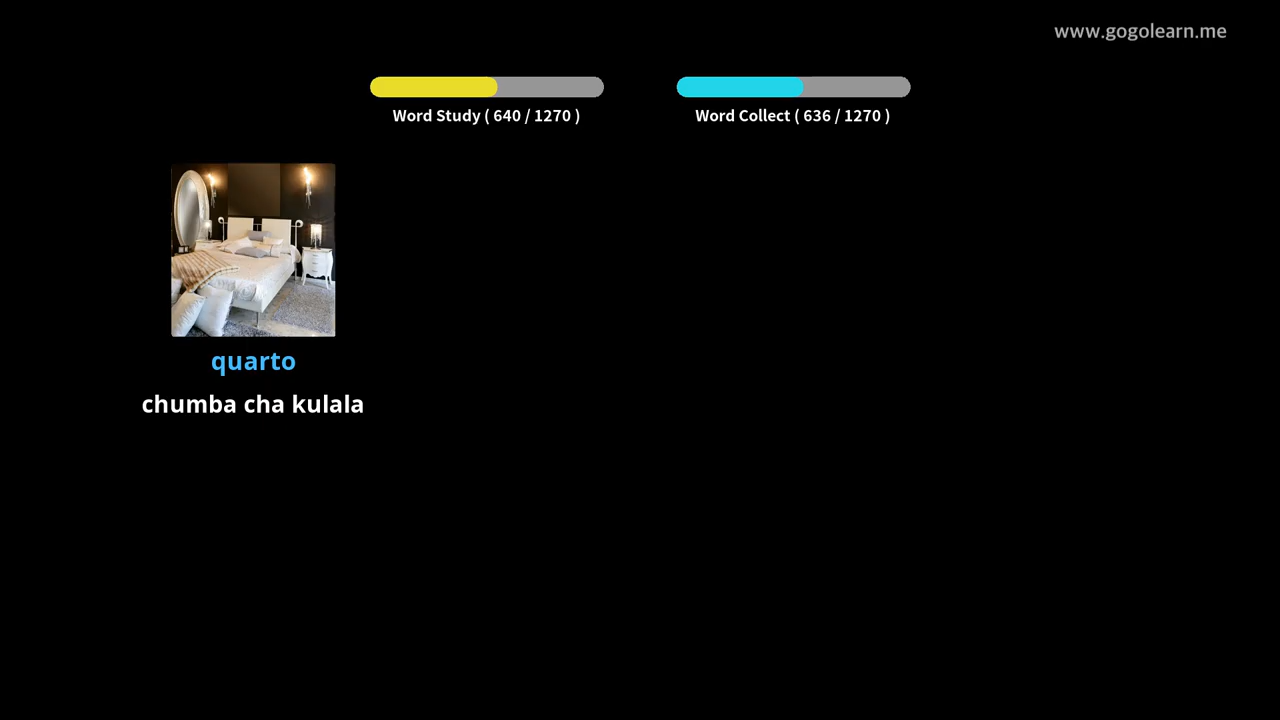 www.gogolearn.me
Word Study ( 640 / 1270 )
Word Collect ( 636 / 1270 )
quarto
chumba cha kulala